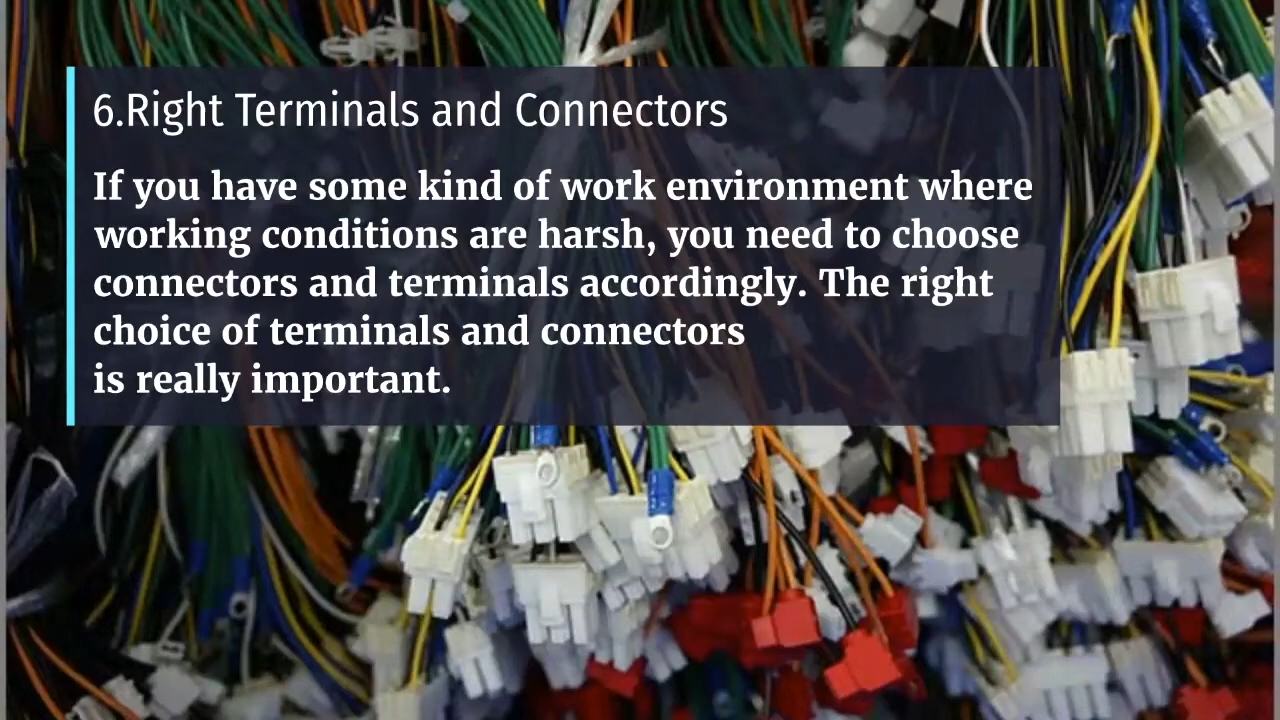 6.Right Terminals and Connectors
If you have some kind of work environment where
working conditions are harsh, you need to choose
connectors and terminals accordingly. The right
choice of terminals and connectors
is really important.